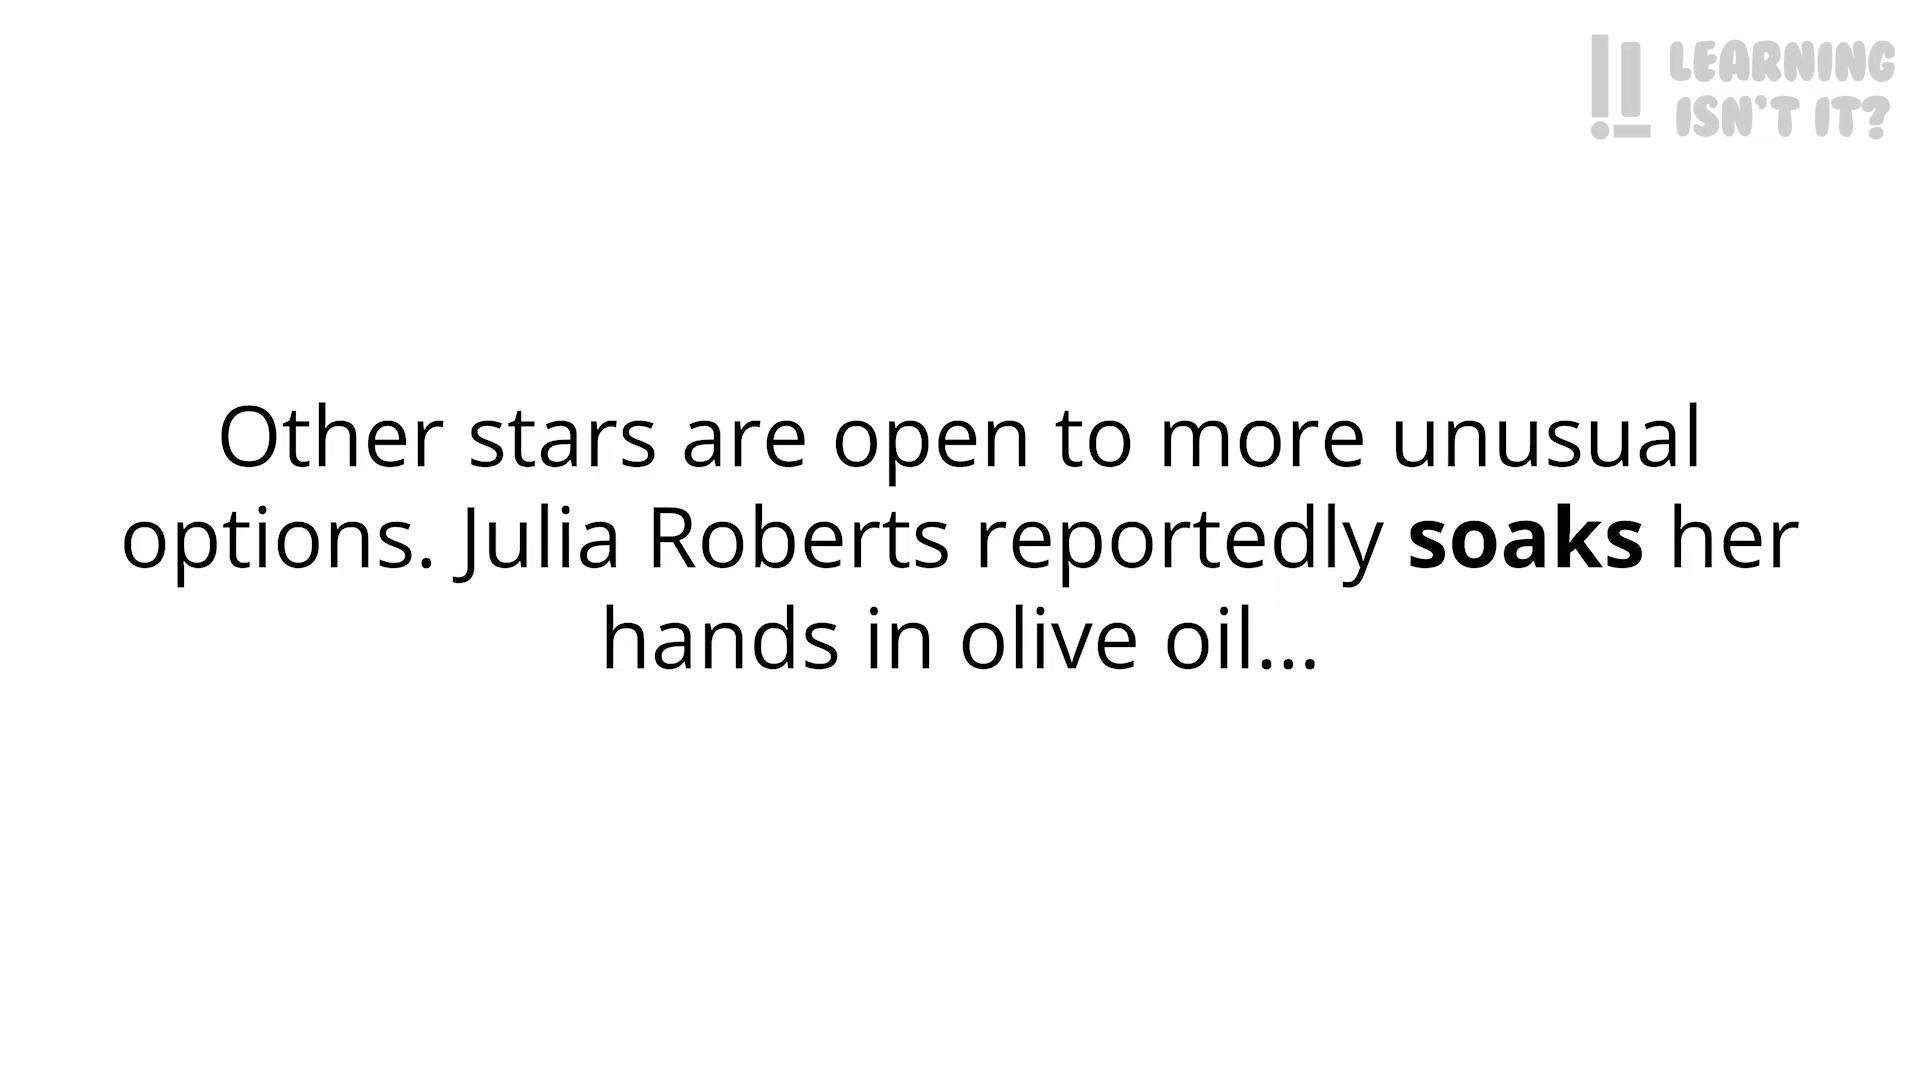 LEARNING
ISN'T IT?
Other stars are open to more unusual
options. Julia Roberts reportedly soaks her
hands in olive oil...